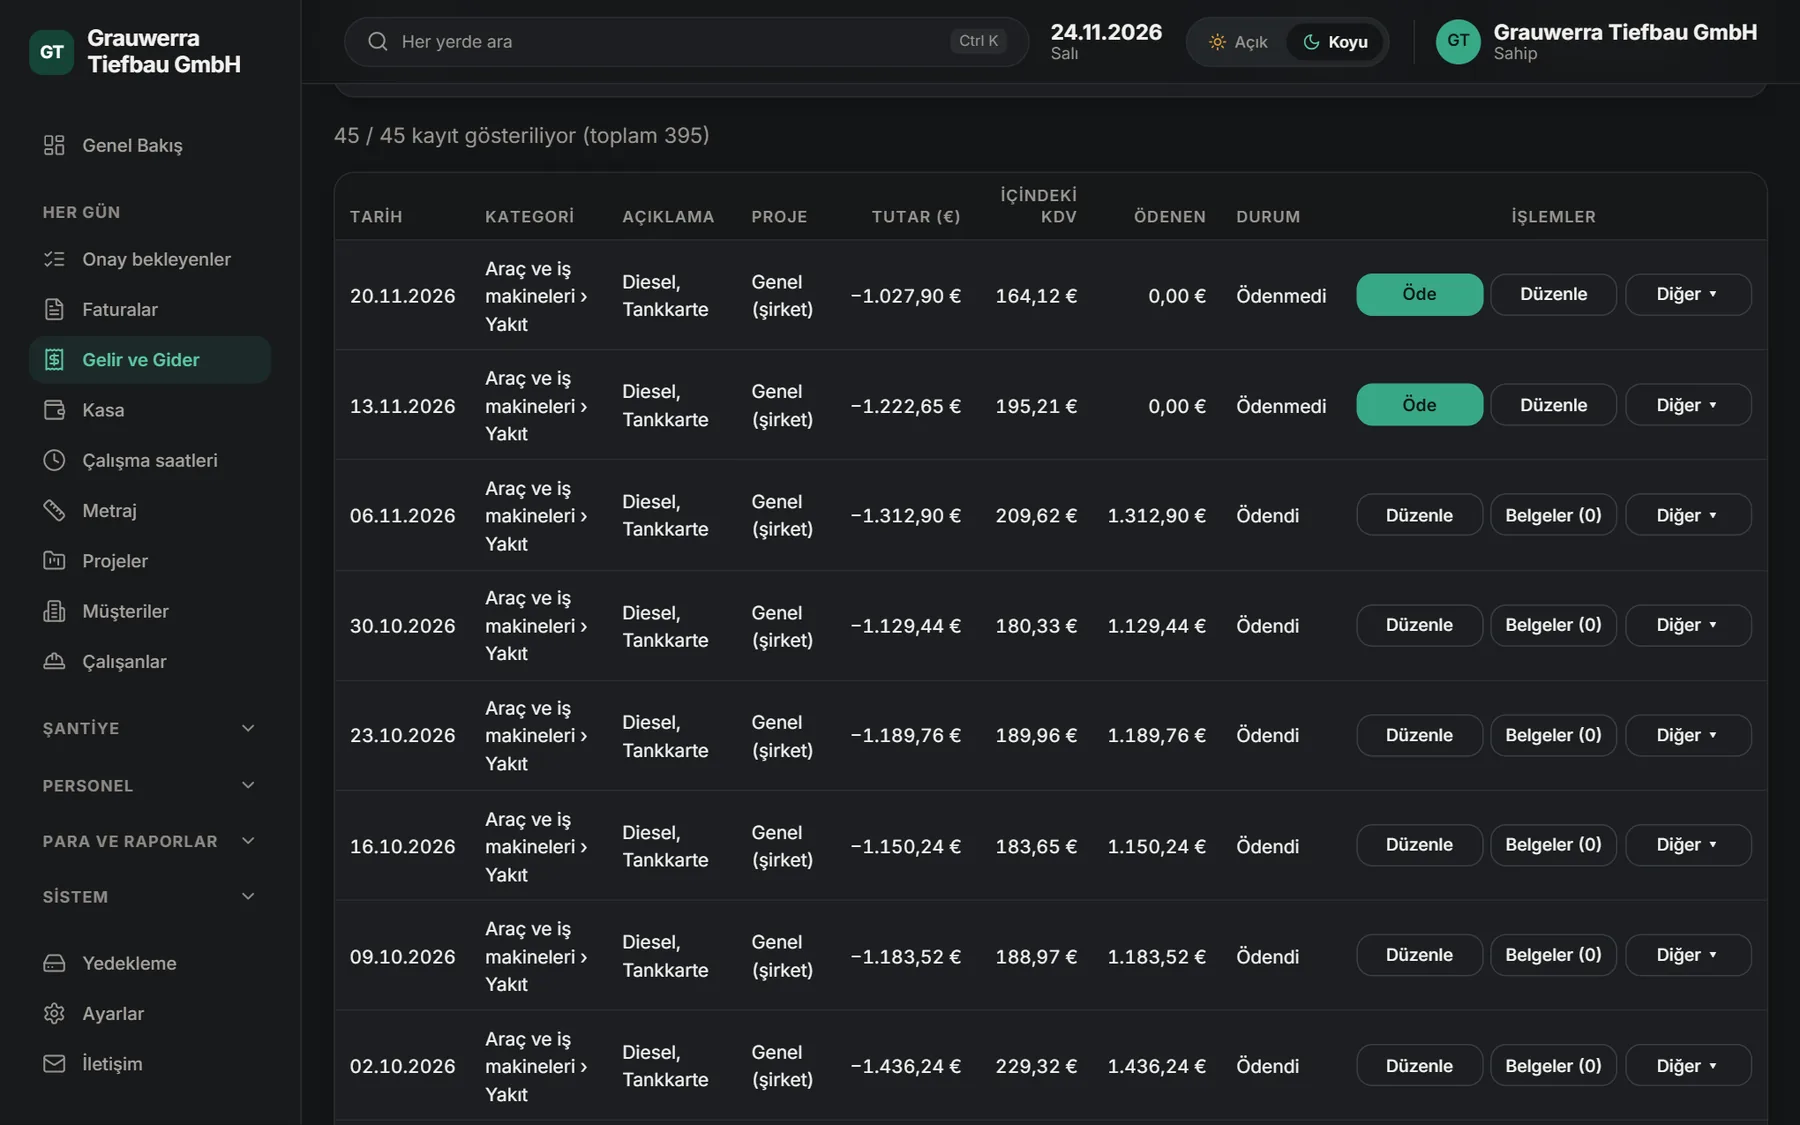 GT
Grauwerra
Tiefbau GmbH
Her yerde ara
Ctrl K
24.11.2026
Salı
Açık
Koyu
GT
Grauwerra Tiefbau GmbH
Sahip
Genel Bakış
HER GÜN
Onay bekleyenler
Faturalar
Gelir ve Gider
Kasa
Çalışma saatleri
Metraj
Projeler
Müşteriler
Çalışanlar
ŞANTİYE
PERSONEL
PARA VE RAPORLAR
SİSTEM
Yedekleme
Ayarlar
İletişim
45 / 45 kayıt gösteriliyor (toplam 395)
TARİH KATEGORİ AÇIKLAMA PROJE TUTAR (€) İÇİNDEKİ KDV ÖDENEN DURUM İŞLEMLER
20.11.2026 Araç ve iş makineleri › Yakıt Diesel, Tankkarte Genel (şirket) −1.027,90 € 164,12 € 0,00 € Ödenmedi Öde Düzenle Diğer ▾
13.11.2026 Araç ve iş makineleri › Yakıt Diesel, Tankkarte Genel (şirket) −1.222,65 € 195,21 € 0,00 € Ödenmedi Öde Düzenle Diğer ▾
06.11.2026 Araç ve iş makineleri › Yakıt Diesel, Tankkarte Genel (şirket) −1.312,90 € 209,62 € 1.312,90 € Ödendi Düzenle Belgeler (0) Diğer ▾
30.10.2026 Araç ve iş makineleri › Yakıt Diesel, Tankkarte Genel (şirket) −1.129,44 € 180,33 € 1.129,44 € Ödendi Düzenle Belgeler (0) Diğer ▾
23.10.2026 Araç ve iş makineleri › Yakıt Diesel, Tankkarte Genel (şirket) −1.189,76 € 189,96 € 1.189,76 € Ödendi Düzenle Belgeler (0) Diğer ▾
16.10.2026 Araç ve iş makineleri › Yakıt Diesel, Tankkarte Genel (şirket) −1.150,24 € 183,65 € 1.150,24 € Ödendi Düzenle Belgeler (0) Diğer ▾
09.10.2026 Araç ve iş makineleri › Yakıt Diesel, Tankkarte Genel (şirket) −1.183,52 € 188,97 € 1.183,52 € Ödendi Düzenle Belgeler (0) Diğer ▾
02.10.2026 Araç ve iş makineleri › Yakıt Diesel, Tankkarte Genel (şirket) −1.436,24 € 229,32 € 1.436,24 € Ödendi Düzenle Belgeler (0) Diğer ▾